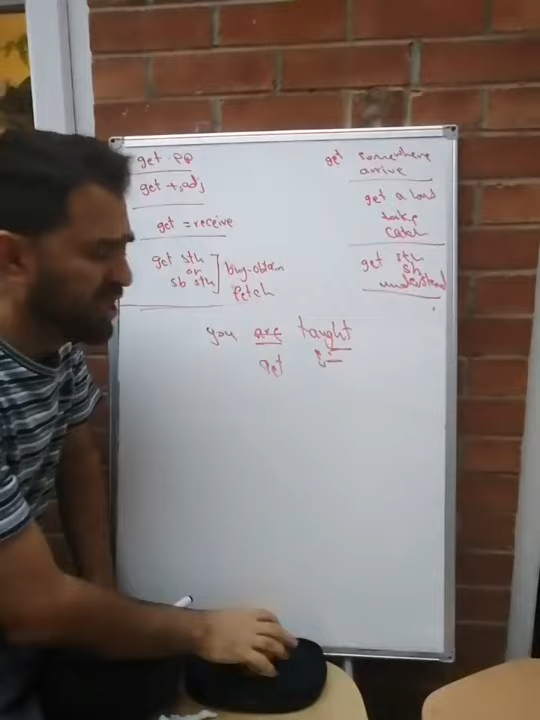 get
get + adj
get = receive
get sth
or
sb sth
buy-obtain
fetch
get somewhere
arrive
get a
take
catch
get sth
sb
understand
you are taught
get